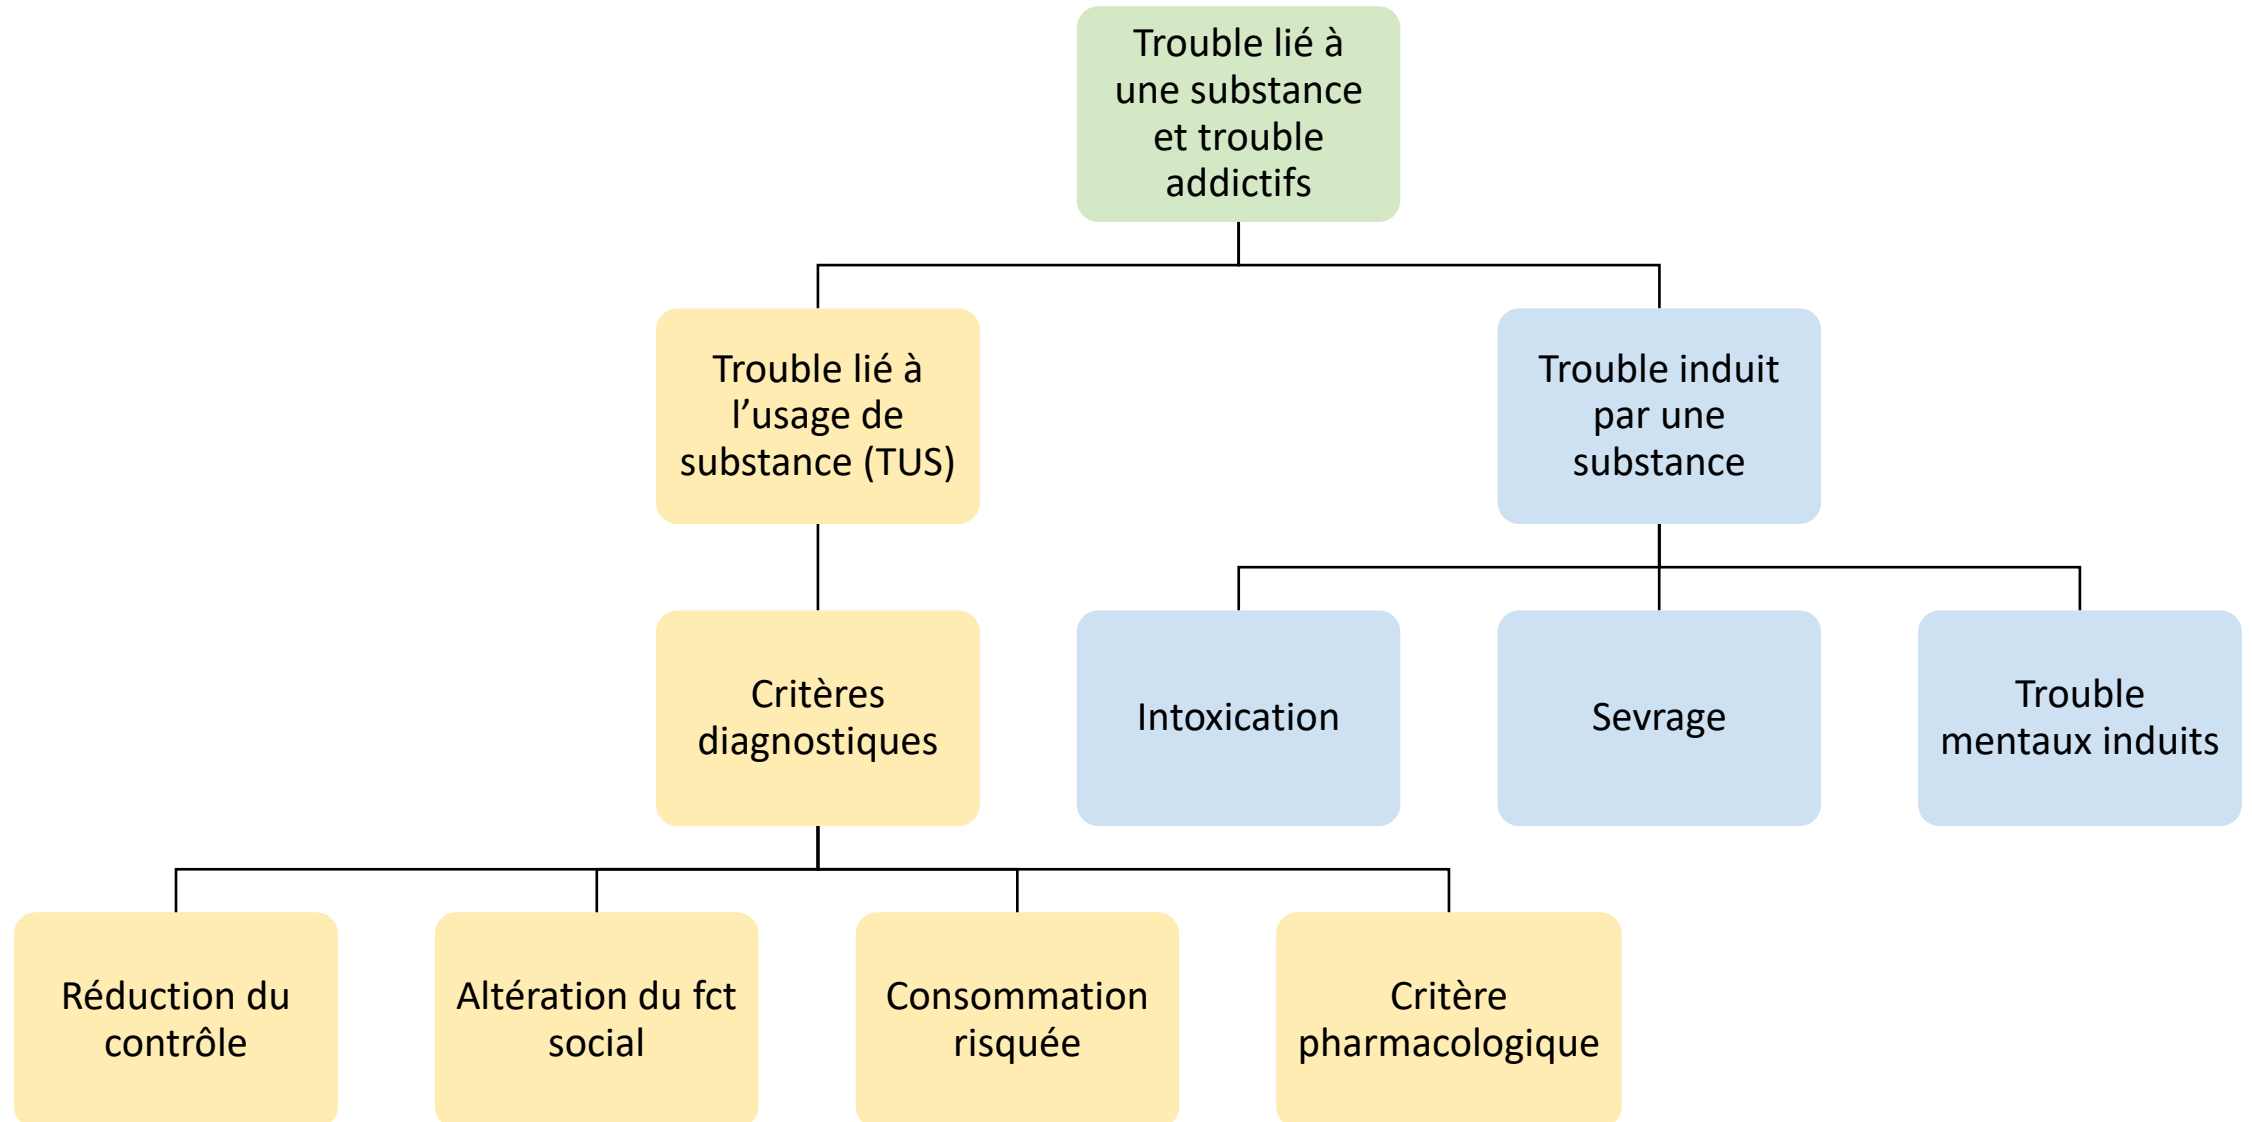 Trouble lié à
une substance
et trouble
addictifs
Trouble lié à
l’usage de
substance (TUS)
Trouble induit
par une
substance
Critères
diagnostiques
Intoxication
Sevrage
Trouble
mentaux induits
Réduction du
contrôle
Altération du fct
social
Consommation
risquée
Critère
pharmacologique